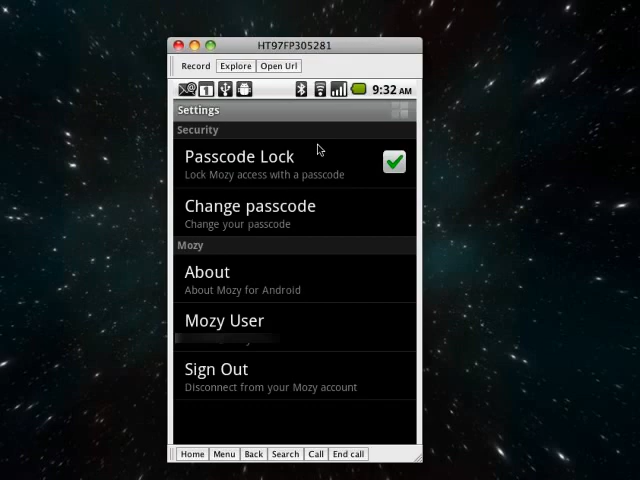 HT97FP305281
Record Explore Open Url
1 9:32 AM
Settings
Security
Passcode Lock
Lock Mozy access with a passcode
Change passcode
Change your passcode
Mozy
About
About Mozy for Android
Mozy User
Sign Out
Disconnect from your Mozy account
Home Menu Back Search Call End call